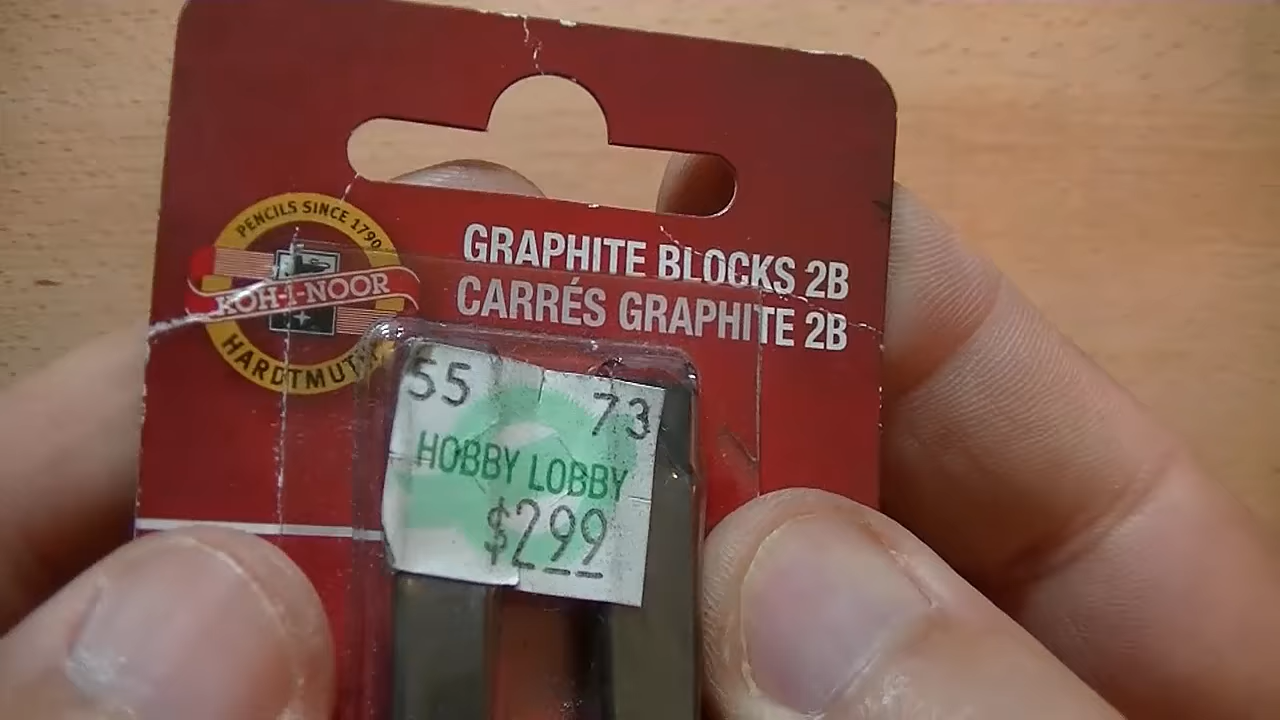 PENCILS SINCE 1790
KOH-I-NOOR
HARDTMUTH
GRAPHITE BLOCKS 2B
CARRÉS GRAPHITE 2B
55 73
HOBBY LOBBY
$2.99